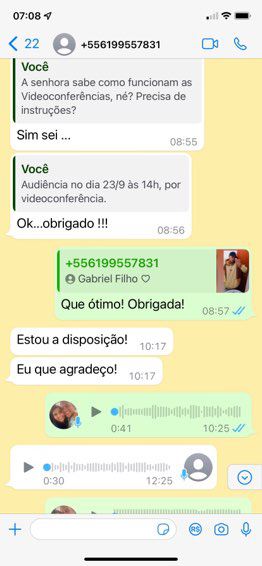 07:08
22
+556199557831
Você
A senhora sabe como funcionam as
Videoconferências, né? Precisa de
instruções?
Sim sei ...
08:55
Você
Audiência no dia 23/9 às 14h, por
videoconferência.
Ok...obrigado !!!
08:56
+556199557831
Gabriel Filho
Que ótimo! Obrigada!
08:57
Estou a disposição!
10:17
Eu que agradeço!
10:17
0:41
10:25
0:30
12:25
R$